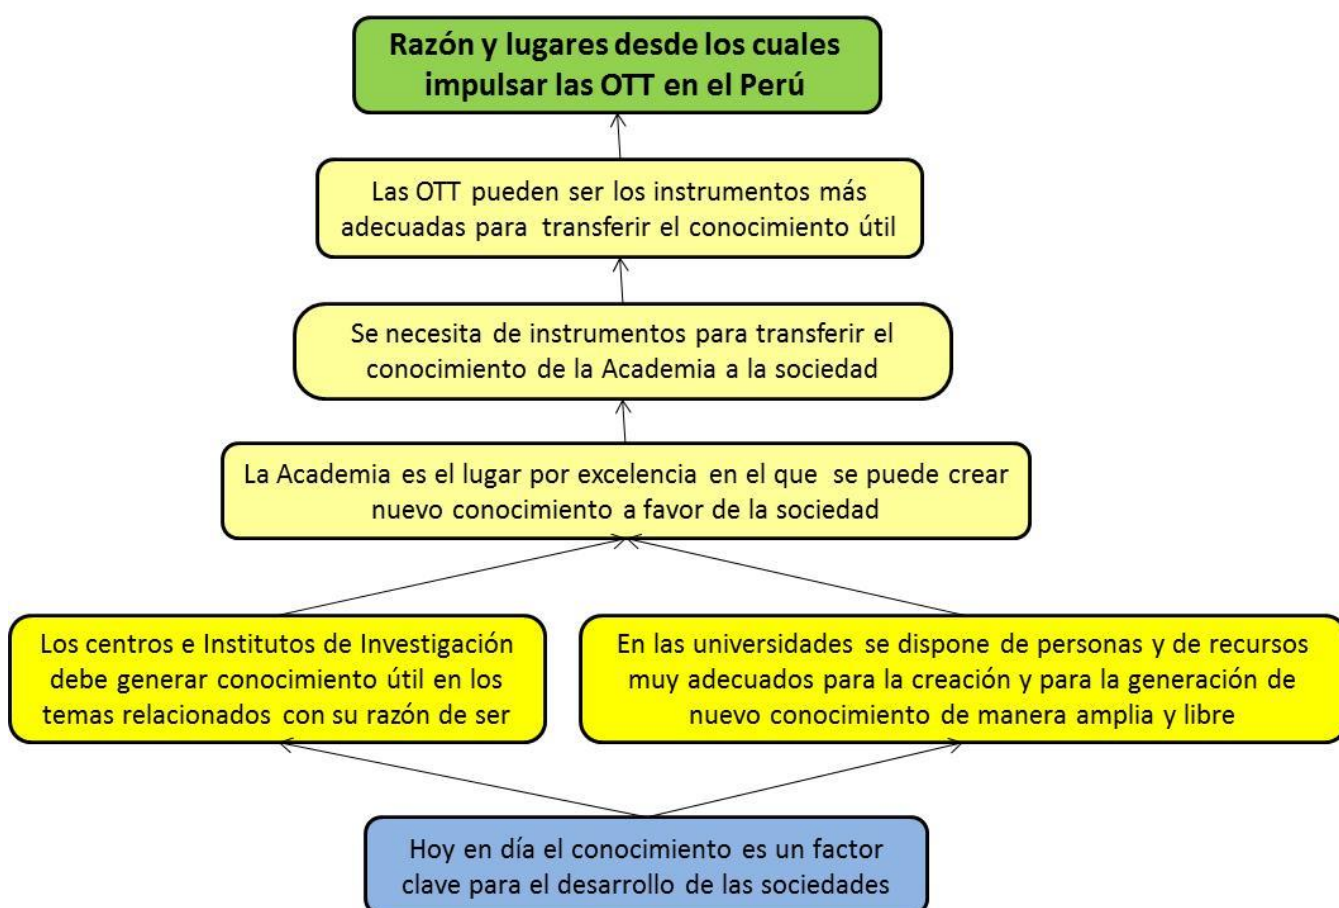 Razón y lugares desde los cuales
impulsar las OTT en el Perú
Las OTT pueden ser los instrumentos más
adecuadas para transferir el conocimiento útil
Se necesita de instrumentos para transferir el
conocimiento de la Academia a la sociedad
La Academia es el lugar por excelencia en el que se puede crear
nuevo conocimiento a favor de la sociedad
Los centros e Institutos de Investigación
debe generar conocimiento útil en los
temas relacionados con su razón de ser
En las universidades se dispone de personas y de recursos
muy adecuados para la creación y para la generación de
nuevo conocimiento de manera amplia y libre
Hoy en día el conocimiento es un factor
clave para el desarrollo de las sociedades